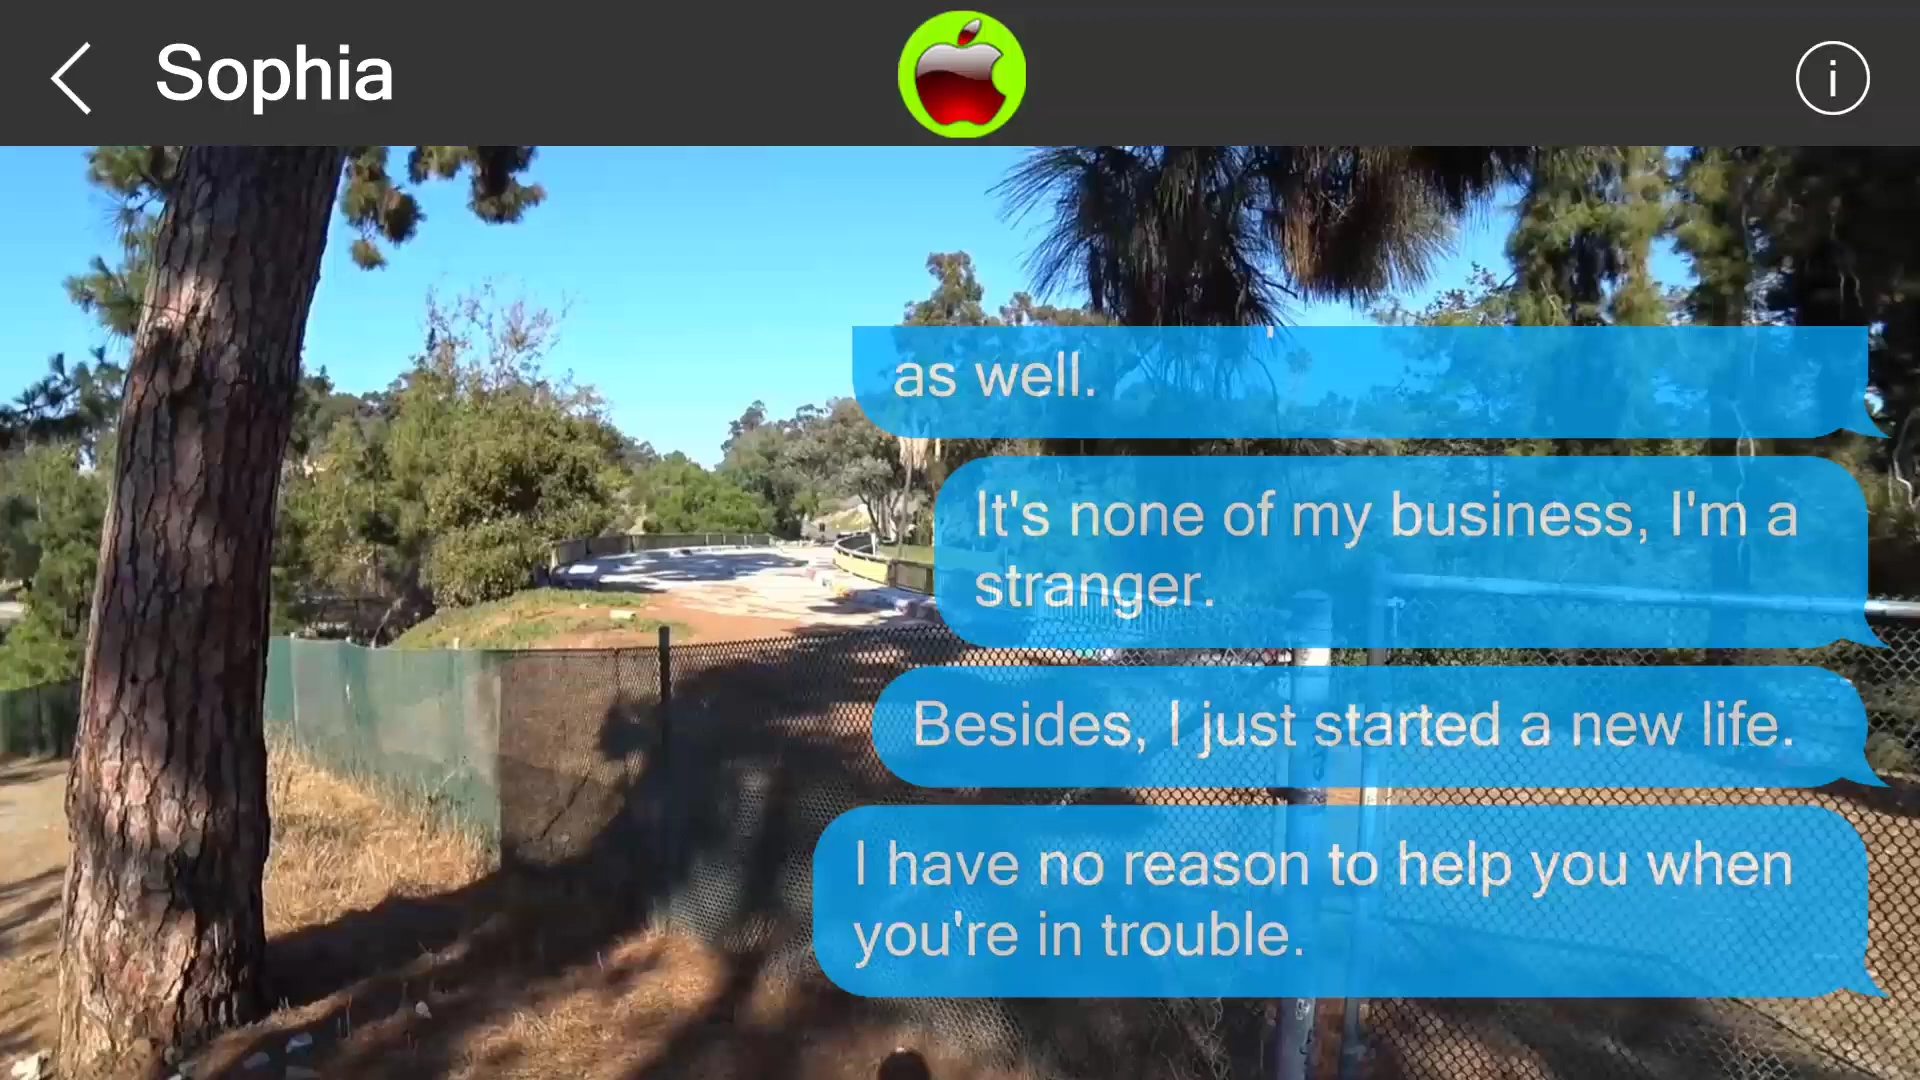 Sophia
as well.
It's none of my business, I'm a
stranger.
Besides, I just started a new life.
I have no reason to help you when
you're in trouble.